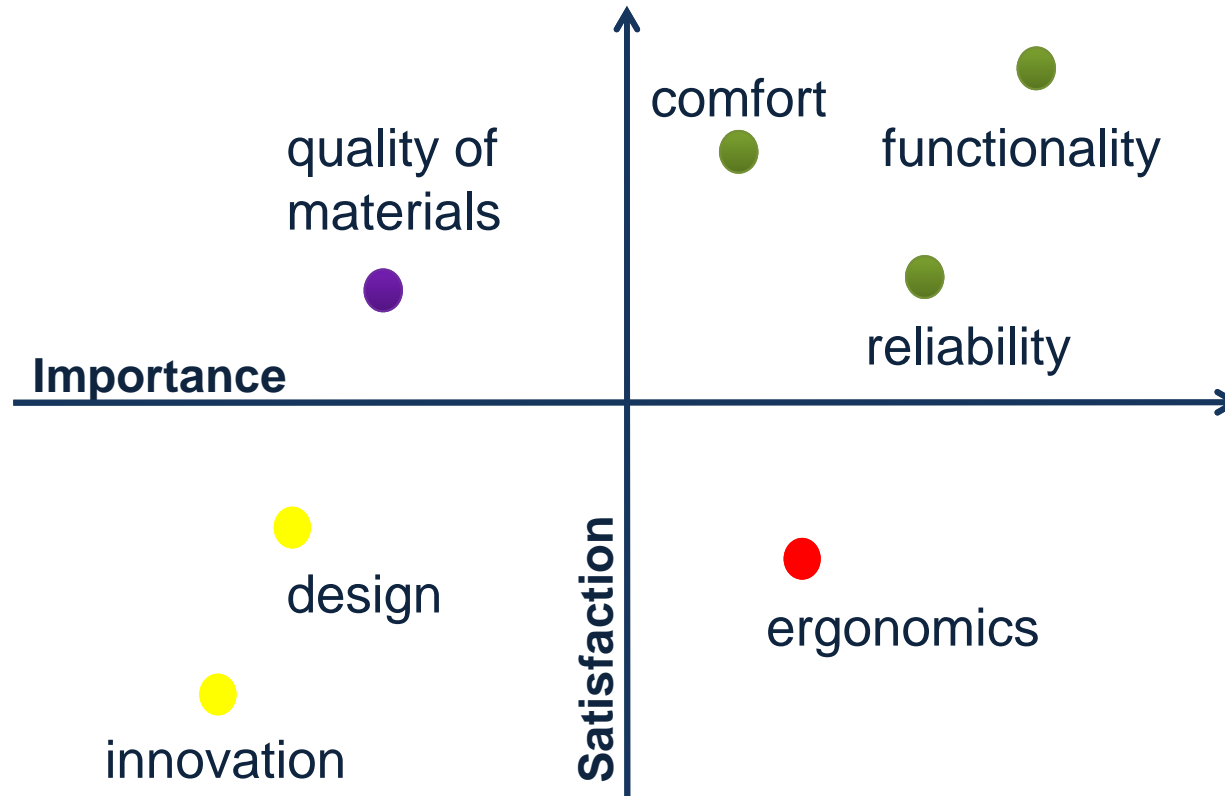 comfort
functionality
quality of
materials
reliability
Importance
design
ergonomics
Satisfaction
innovation